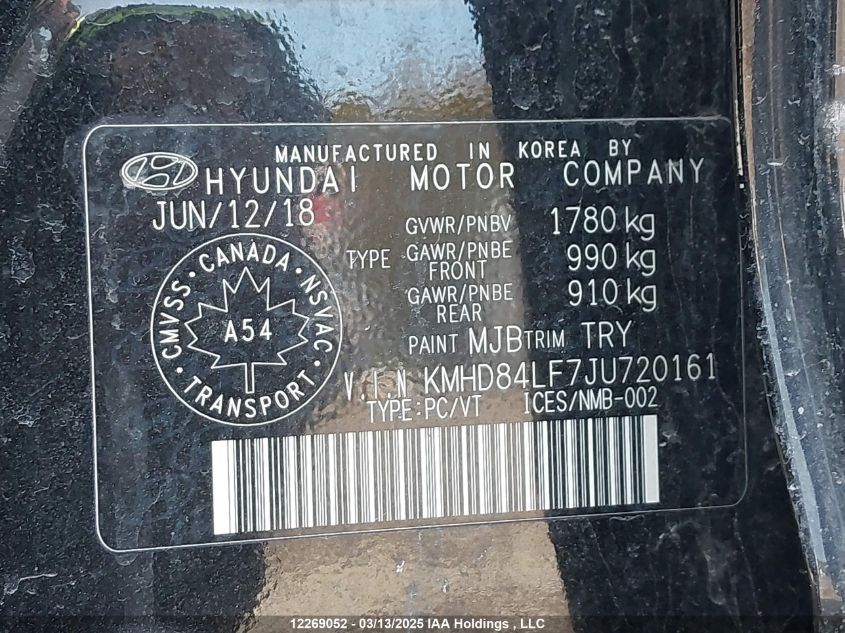 MANUFACTURED IN KOREA BY
HYUNDAI MOTOR COMPANY
JUN/12/18
GVWR/PNBV 1780 kg
TYPE GAWR/PNBE FRONT 990 kg
GAWR/PNBE REAR 910 kg
PAINT MJB TRIM TRY
CMVSS · CANADA · NSVAC
A54
· TRANSPORT ·
V.I.N KMHD84LF7JU720161
TYPE:PC/VT ICES/NMB-002
12269052 - 03/13/2025 IAA Holdings , LLC